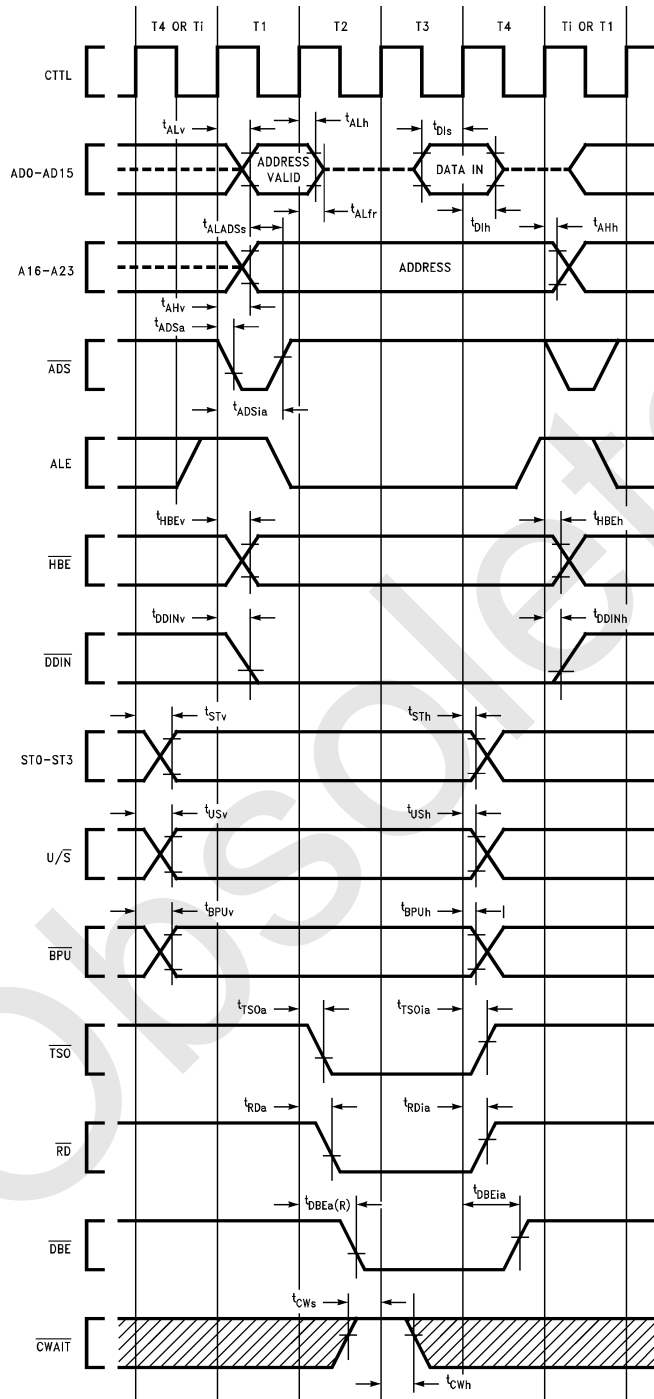 T4 OR Ti T1 T2 T3 T4 Ti OR T1
CTTL
tALv tALh tDIs
AD0-AD15 ADDRESS VALID DATA IN
tALADSs tALfr tDIh tAHh
A16-A23 ADDRESS
tAHv
tADSa
ADS
tADSia
ALE
tHBEv tHBEh
HBE
tDDINv tDDINh
DDIN
tSTv tSTh
ST0-ST3
tUSv tUSh
U/S
tBPUv tBPUh
BPU
tTSOa tTSOia
TSO
tRDa tRDia
RD
tDBEa(R) tDBEia
DBE
tCWs
CWAIT
tCWh
Obsolete